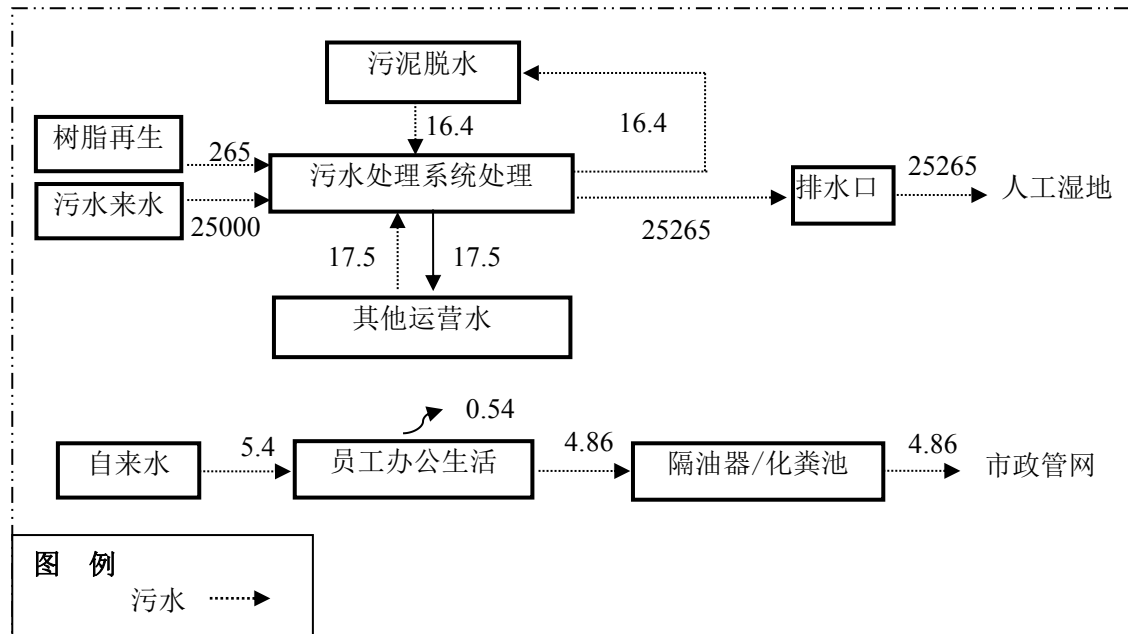 污泥脱水
16.4
16.4
树脂再生
265
污水处理系统处理
污水来水
25000
25265
排水口
25265
人工湿地
17.5
17.5
其他运营水
0.54
自来水
5.4
员工办公生活
4.86
隔油器/化粪池
4.86
市政管网
图 例
污水